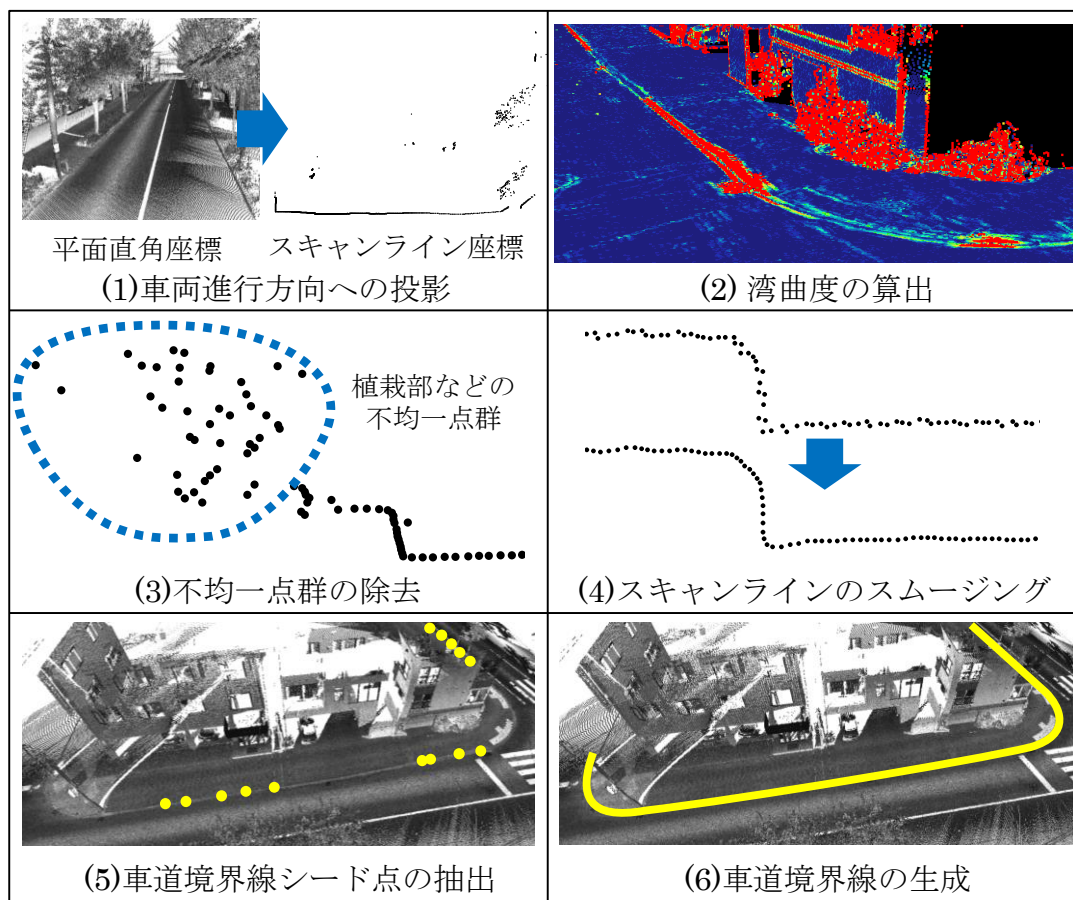 平面直角座標
スキャンライン座標
(1)車両進行方向への投影
(2) 湾曲度の算出
植栽部などの
不均一点群
(3)不均一点群の除去
(4)スキャンラインのスムージング
(5)車道境界線シード点の抽出
(6)車道境界線の生成